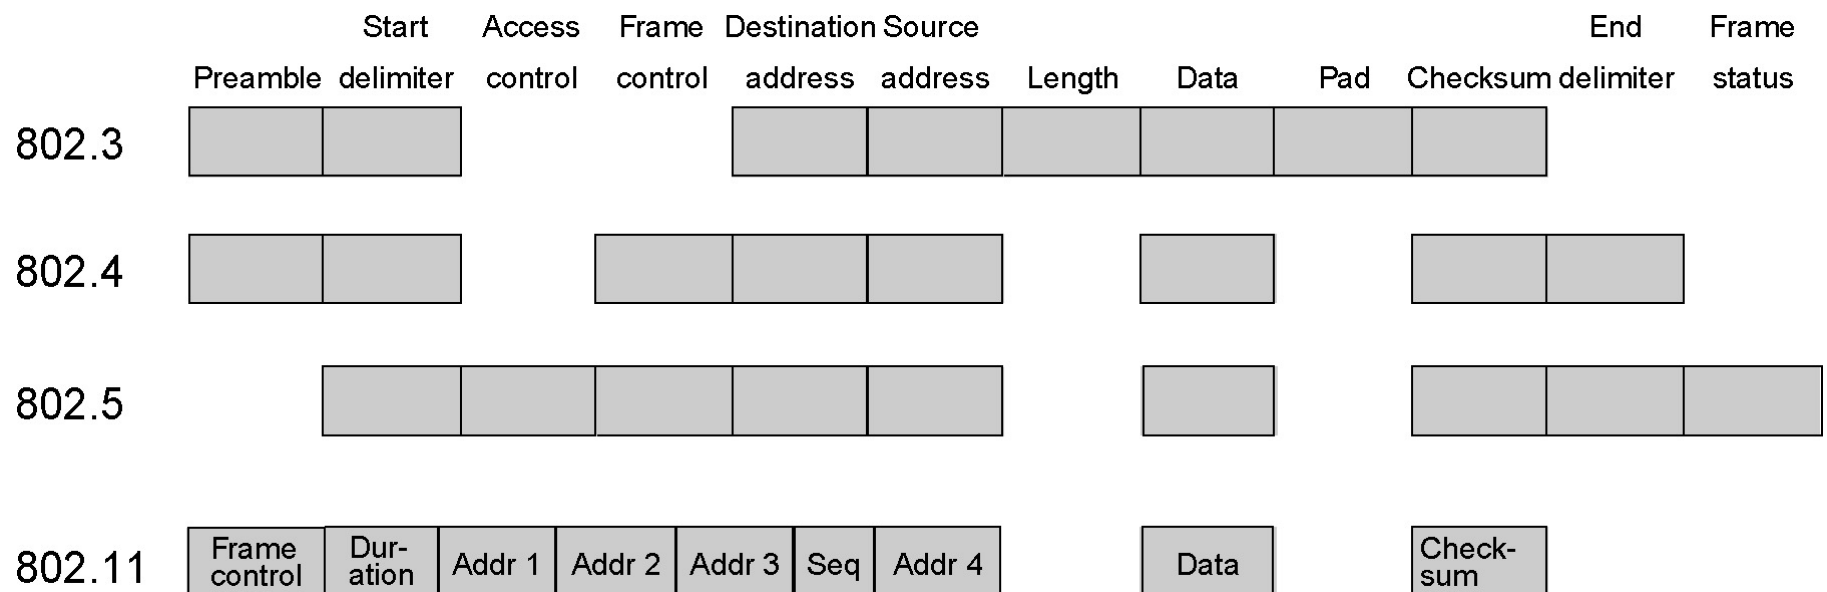 Start Access Frame Destination Source End Frame
Preamble delimiter control control address address Length Data Pad Checksum delimiter status
802.3
802.4
802.5
802.11 Frame control Dur-ation Addr 1 Addr 2 Addr 3 Seq Addr 4 Data Check-sum